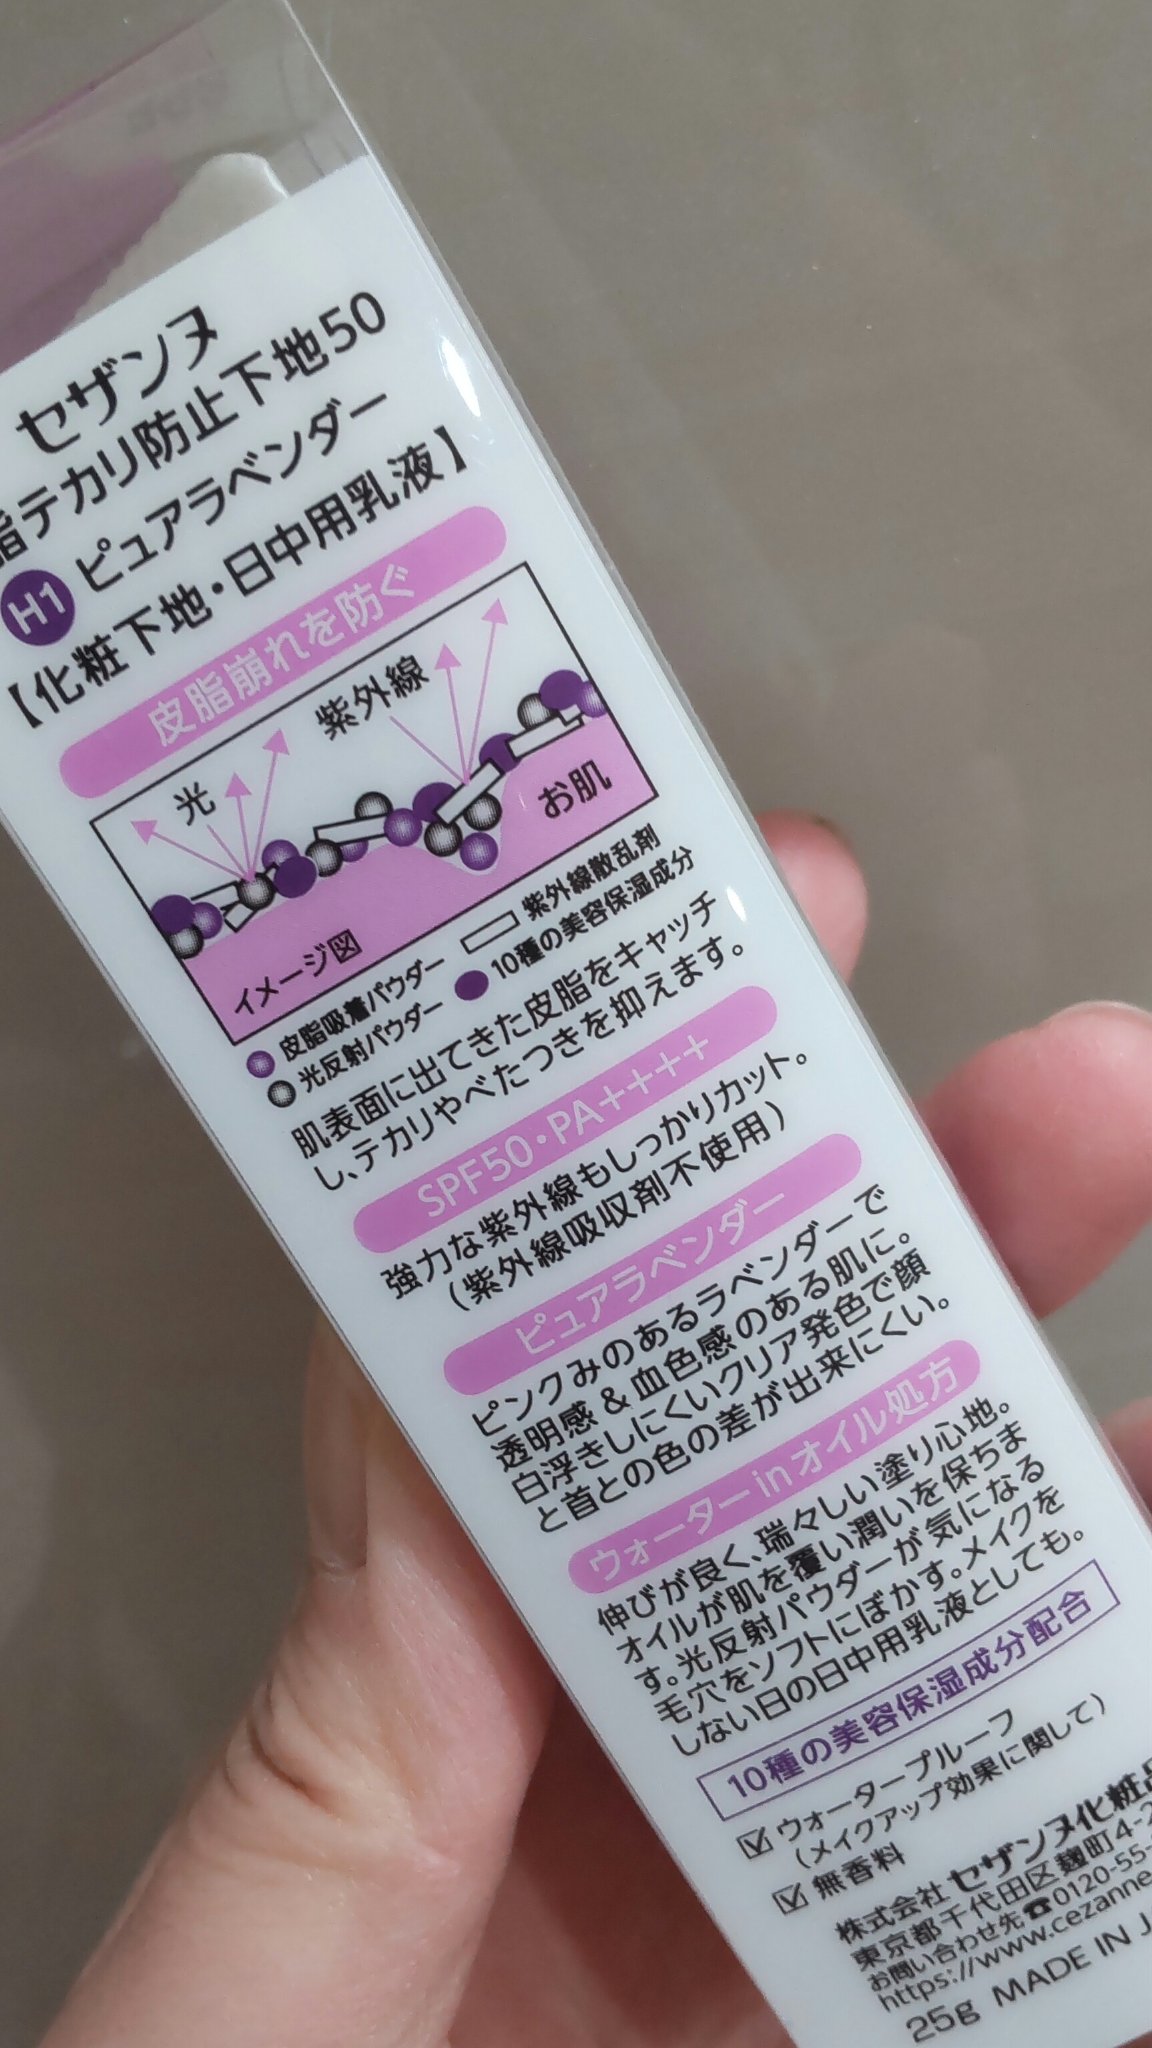 セザンヌ
脂テカリ防止下地50
H1 ピュアラベンダー
【化粧下地・日中用乳液】
皮脂崩れを防ぐ
光
紫外線
お肌
イメージ図
皮脂吸着パウダー 紫外線散乱剤
光反射パウダー 10種の美容保湿成分
肌表面に出てきた皮脂をキャッチ
し、テカリやべたつきを抑えます。
SPF50・PA++++
強力な紫外線もしっかりカット。
(紫外線吸収剤不使用)
ピュアラベンダー
ピンクみのあるラベンダーで
透明感&血色感のある肌に。
白浮きしにくいクリア発色で顔
と首との色の差が出来にくい。
ウォーターinオイル処方
伸びが良く、瑞々しい塗り心地。
オイルが肌を覆い潤いを保ちま
す。光反射パウダーが気になる
毛穴をソフトにぼかす。メイクを
しない日の日中用乳液としても。
10種の美容保湿成分配合
☑ウォータープルーフ
(メイクアップ効果に関して)
☑無香料
株式会社 セザンヌ化粧品
東京都千代田区麹町4-2
お問い合わせ先☎0120-55-
https://www.cezanne
25g MADE IN J